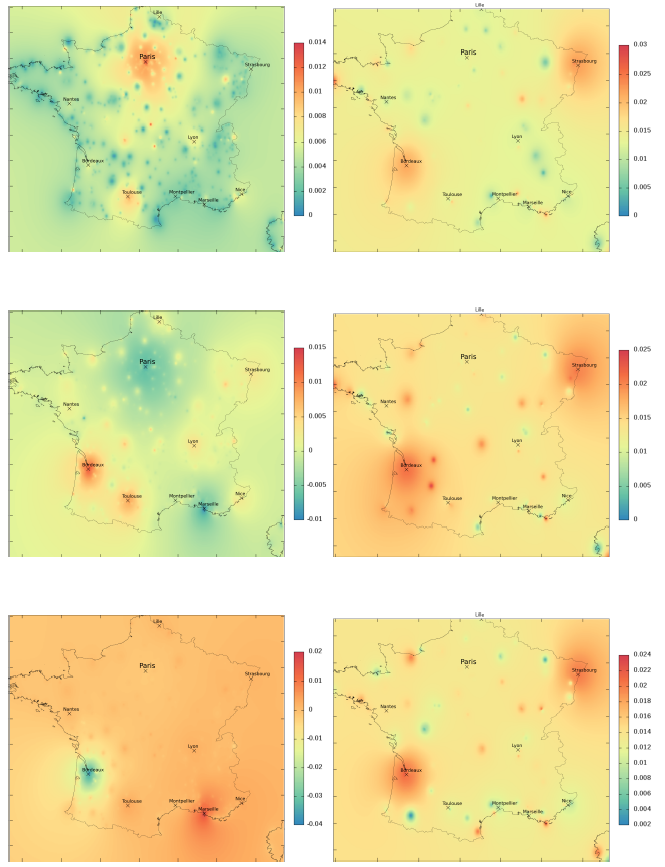 Lille
Paris
Strasbourg
Nantes
Lyon
Bordeaux
Toulouse
Montpellier
Marseille
Nice
0.014
0.012
0.01
0.008
0.006
0.004
0.002
0
Lille
Paris
Strasbourg
Nantes
Lyon
Bordeaux
Toulouse
Montpellier
Marseille
Nice
0.03
0.025
0.02
0.015
0.01
0.005
0
Lille
Paris
Strasbourg
Nantes
Lyon
Bordeaux
Toulouse
Montpellier
Marseille
Nice
0.015
0.01
0.005
0
-0.005
-0.01
Lille
Paris
Strasbourg
Nantes
Lyon
Bordeaux
Toulouse
Montpellier
Marseille
Nice
0.025
0.02
0.015
0.01
0.005
0
Lille
Paris
Strasbourg
Nantes
Lyon
Bordeaux
Toulouse
Montpellier
Marseille
Nice
0.02
0.01
0
-0.01
-0.02
-0.03
-0.04
Lille
Paris
Strasbourg
Nantes
Lyon
Bordeaux
Toulouse
Montpellier
Marseille
Nice
0.024
0.022
0.02
0.018
0.016
0.014
0.012
0.01
0.008
0.006
0.004
0.002